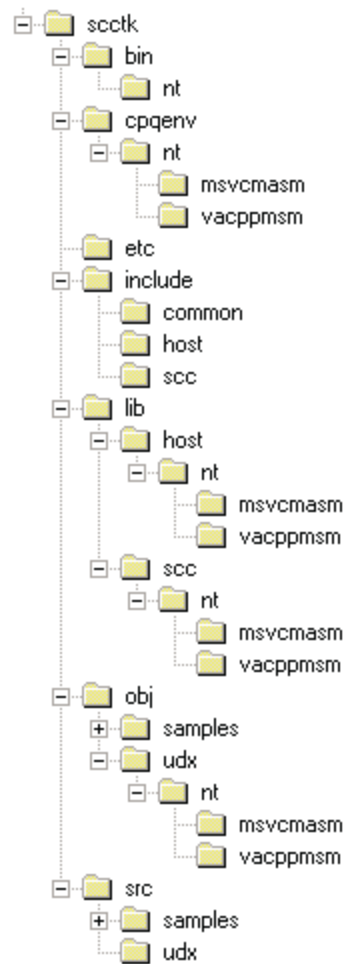 scctk
bin
nt
cpqenv
nt
msvcmasm
vacppmsm
etc
include
common
host
scc
lib
host
nt
msvcmasm
vacppmsm
scc
nt
msvcmasm
vacppmsm
obj
samples
udx
nt
msvcmasm
vacppmsm
src
samples
udx